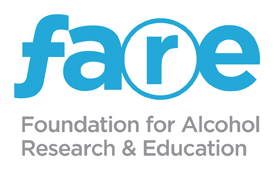 fare
Foundation for Alcohol
Research & Education